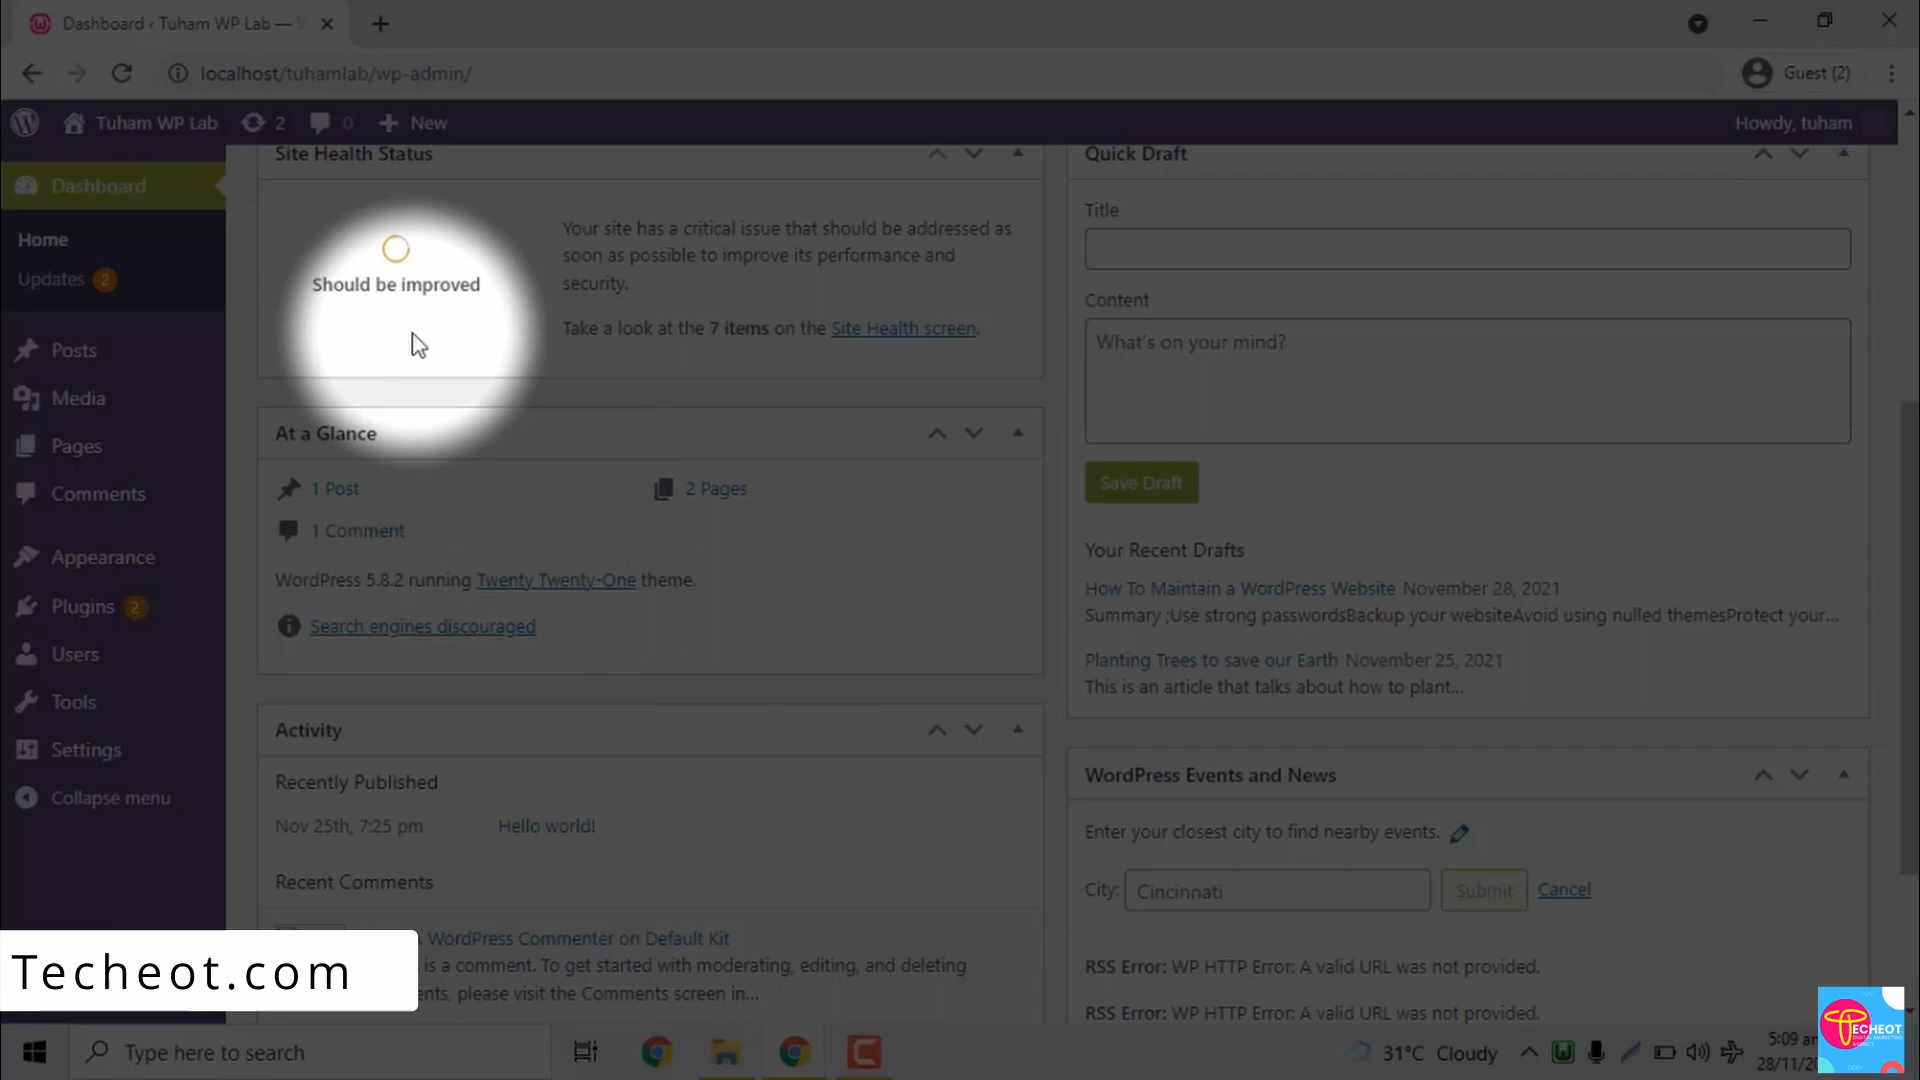 Dashboard ‹ Tuham WP Lab —
localhost/tuhamlab/wp-admin/
Guest (2)
Tuham WP Lab
2
0
New
Howdy, tuham
Dashboard
Home
Updates 2
Posts
Media
Pages
Comments
Appearance
Plugins 2
Users
Tools
Settings
Collapse menu
Site Health Status
Should be improved
Your site has a critical issue that should be addressed as
soon as possible to improve its performance and
security.
Take a look at the 7 items on the Site Health screen.
At a Glance
1 Post
2 Pages
1 Comment
WordPress 5.8.2 running Twenty Twenty-One theme.
Search engines discouraged
Activity
Recently Published
Nov 25th, 7:25 pm
Hello world!
Recent Comments
A WordPress Commenter on Default Kit
is a comment. To get started with moderating, editing, and deleting
ents, please visit the Comments screen in...
Quick Draft
Title
Content
What's on your mind?
Save Draft
Your Recent Drafts
How To Maintain a WordPress Website November 28, 2021
Summary ;Use strong passwordsBackup your websiteAvoid using nulled themesProtect your...
Planting Trees to save our Earth November 25, 2021
This is an article that talks about how to plant...
WordPress Events and News
Enter your closest city to find nearby events.
City: Cincinnati
Submit
Cancel
RSS Error: WP HTTP Error: A valid URL was not provided.
RSS Error: WP HTTP Error: A valid URL was not provided.
Techeot.com
Type here to search
31°C Cloudy
5:09 a
28/11/2
TECHEOT
DIGITAL MARKETING
AGENCY